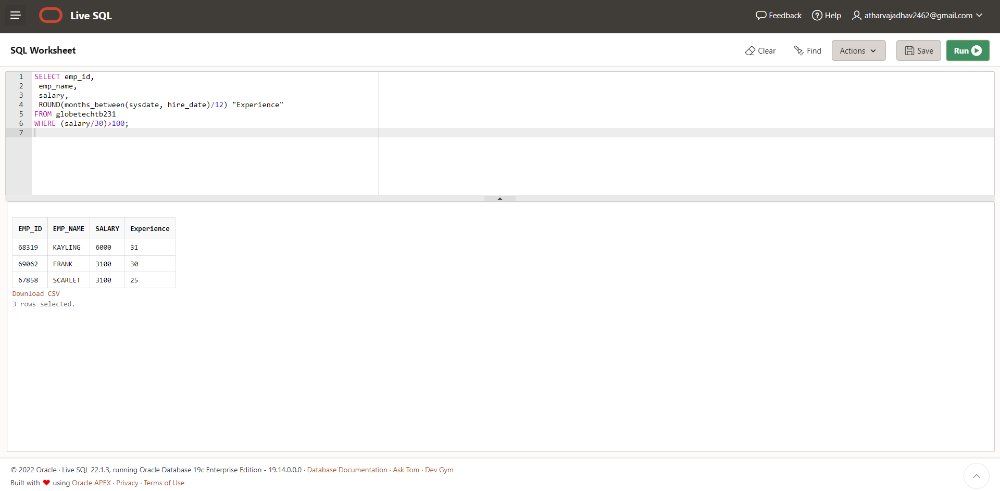 Live SQL
Feedback Help atharvajadhav2462@gmail.com
SQL Worksheet
Clear Find Actions Save Run
1 SELECT emp_id,
2 emp_name,
3 salary,
4 ROUND(months_between(sysdate, hire_date)/12) "Experience"
5 FROM globetechtb231
6 WHERE (salary/30)>100;
7
EMP_ID EMP_NAME SALARY Experience
68319 KAYLING 6000 31
69062 FRANK 3100 30
67858 SCARLET 3100 25
Download CSV
3 rows selected.
© 2022 Oracle · Live SQL 22.1.3, running Oracle Database 19c Enterprise Edition - 19.14.0.0.0 · Database Documentation · Ask Tom · Dev Gym
Built with ♥ using Oracle APEX · Privacy · Terms of Use